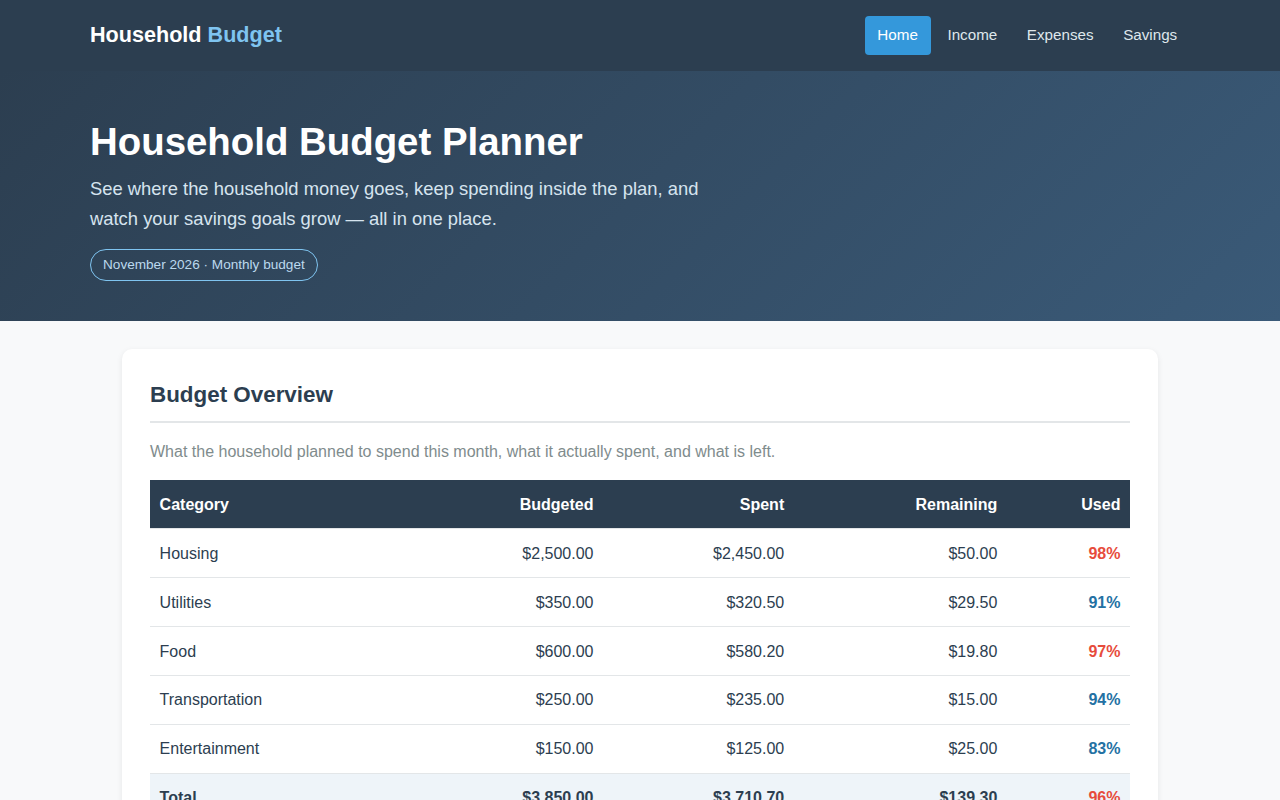 Household Budget
Home Income Expenses Savings
Household Budget Planner
See where the household money goes, keep spending inside the plan, and
watch your savings goals grow — all in one place.
November 2026 · Monthly budget
Budget Overview
What the household planned to spend this month, what it actually spent, and what is left.
Category Budgeted Spent Remaining Used
Housing $2,500.00 $2,450.00 $50.00 98%
Utilities $350.00 $320.50 $29.50 91%
Food $600.00 $580.20 $19.80 97%
Transportation $250.00 $235.00 $15.00 94%
Entertainment $150.00 $125.00 $25.00 83%
Total $3,850.00 $3,710.70 $139.30 96%